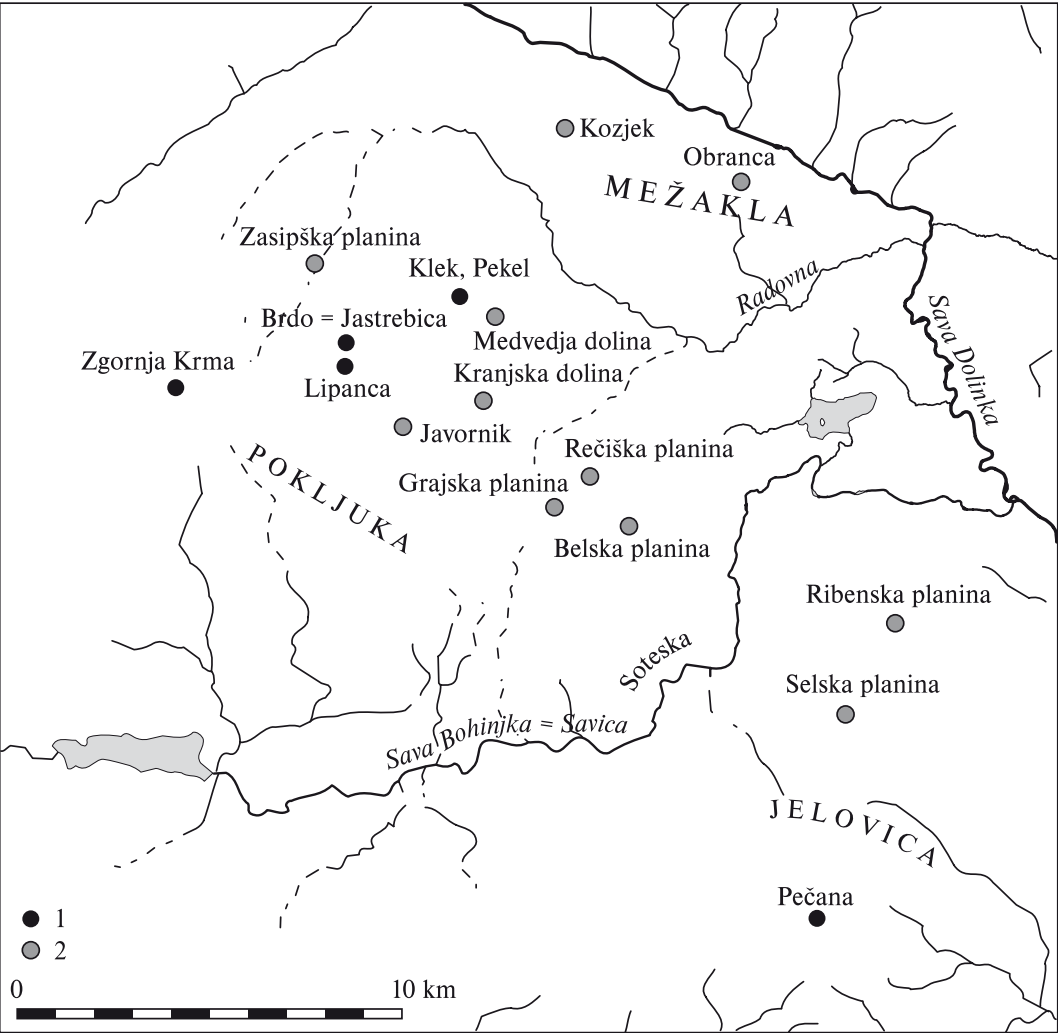 Kozjek
Obranca
MEŽAKLA
Zasipška planina
Klek, Pekel
Radovna
Brdo = Jastrebica
Sava Dolinka
Medvedja dolina
Zgornja Krma
Kranjska dolina
Lipanca
Javornik
Rečiška planina
POKLJUKA
Grajska planina
Belska planina
Ribenska planina
Soteska
Selska planina
Sava Bohinjka = Savica
JELOVICA
Pečana
1
2
0 10 km